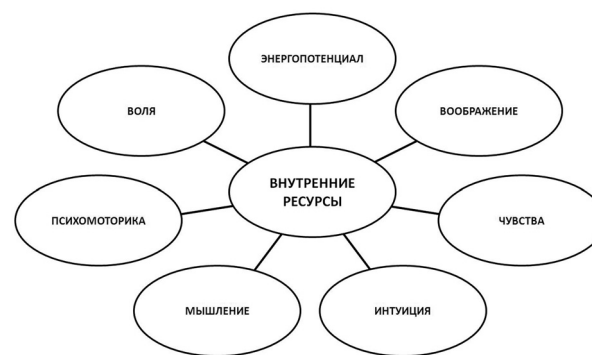 ЭНЕРГОПОТЕНЦИАЛ
ВОЛЯ
ВООБРАЖЕНИЕ
ВНУТРЕННИЕ
РЕСУРСЫ
ПСИХОМОТОРИКА
ЧУВСТВА
МЫШЛЕНИЕ
ИНТУИЦИЯ